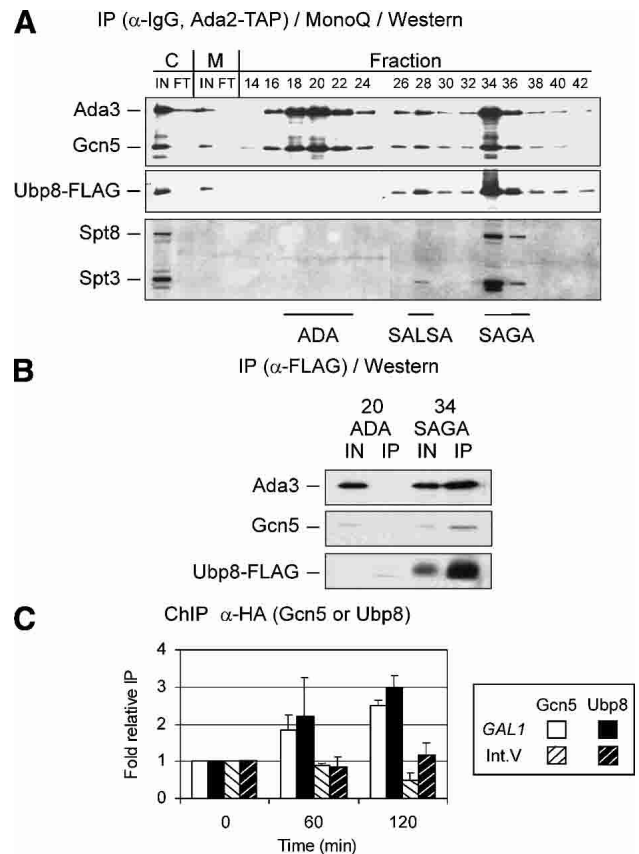 A
IP (α-IgG, Ada2-TAP) / MonoQ / Western
C M Fraction
IN FT IN FT 14 16 18 20 22 24 26 28 30 32 34 36 38 40 42
Ada3
Gcn5
Ubp8-FLAG
Spt8
Spt3
ADA SALSA SAGA
B
IP (α-FLAG) / Western
20 34
ADA SAGA
IN IP IN IP
Ada3
Gcn5
Ubp8-FLAG
C
ChIP α-HA (Gcn5 or Ubp8)
Fold relative IP
4
3
2
1
0
0 60 120
Time (min)
Gcn5 Ubp8
GAL1
Int.V